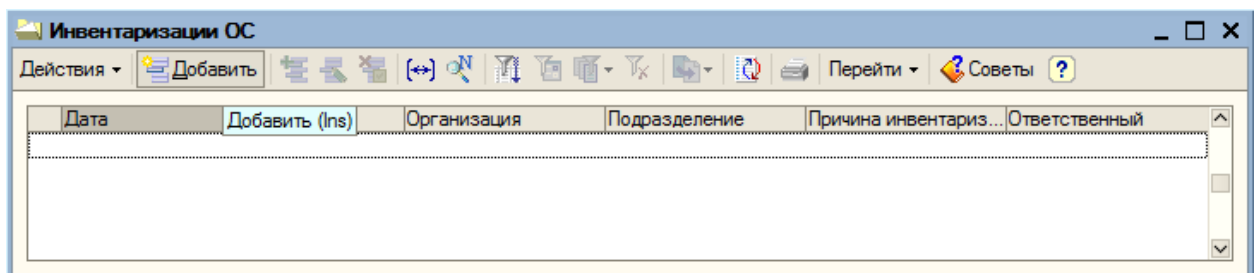 Инвентаризации ОС
Действия Добавить Перейти Советы ?
Дата Добавить (Ins) Организация Подразделение Причина инвентариз... Ответственный